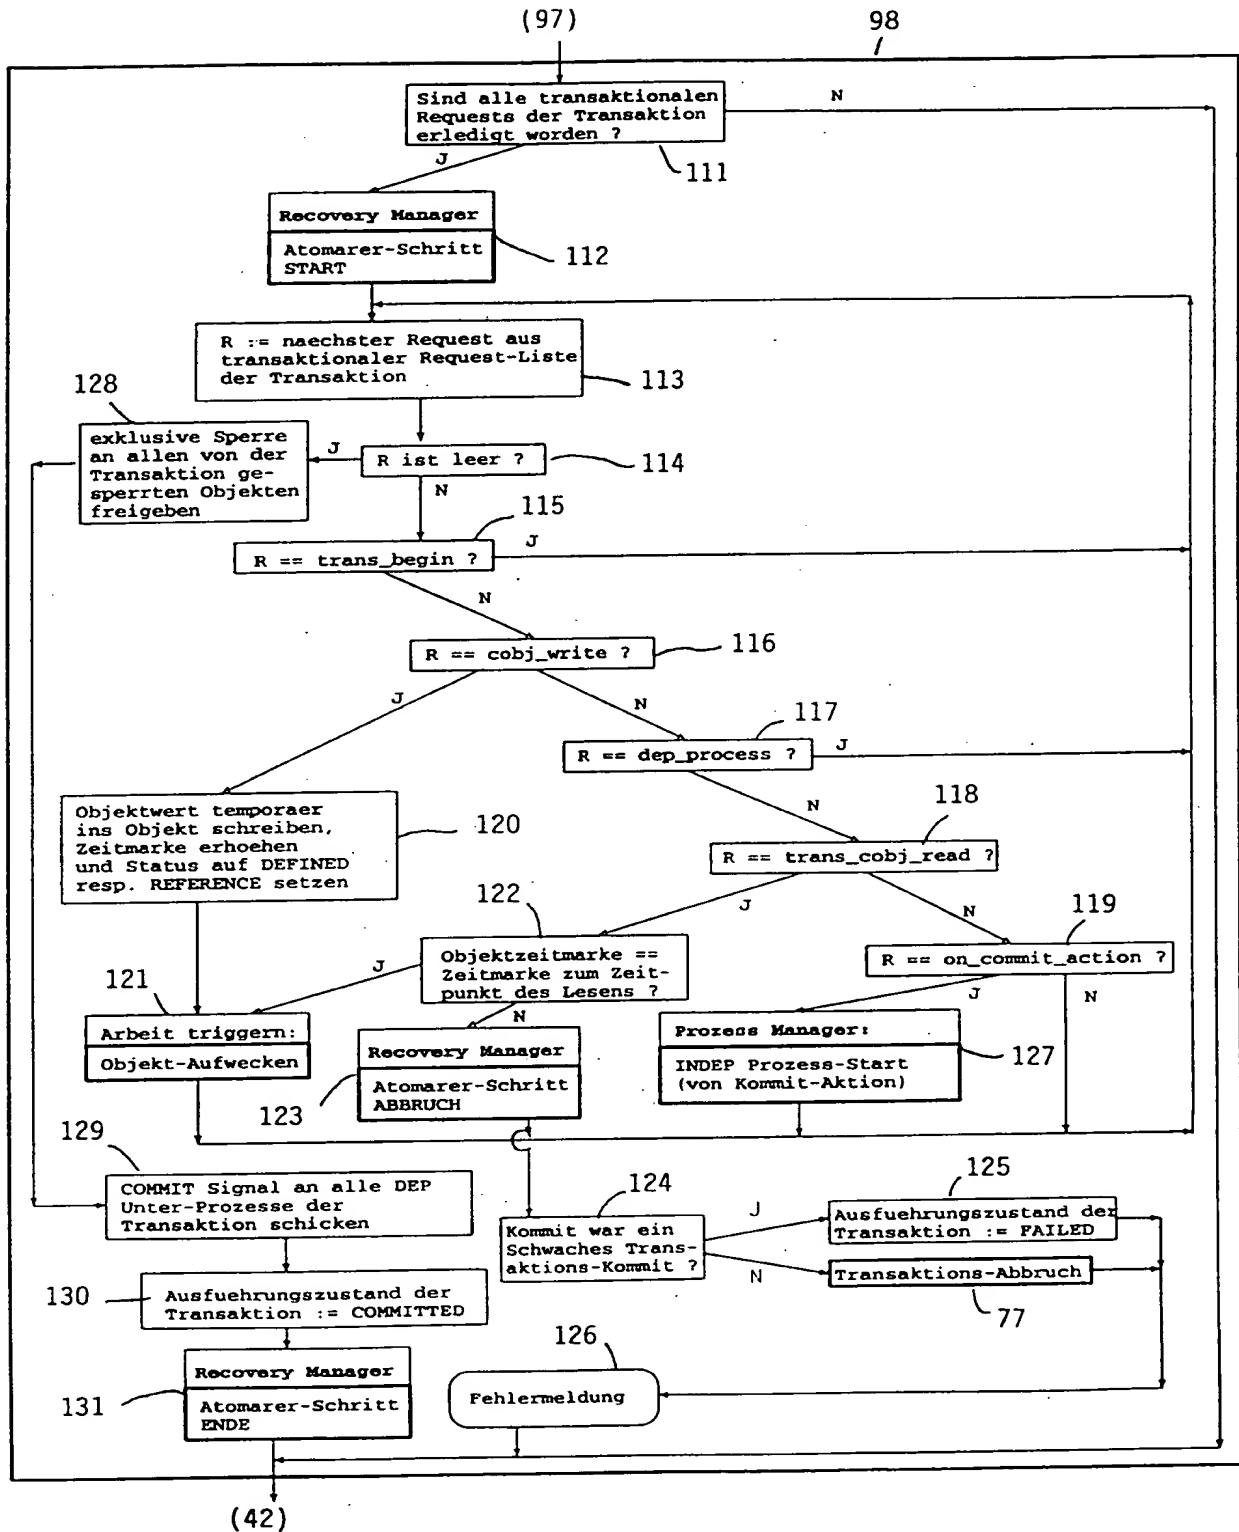 (97)
98
Sind alle transaktionalen
Requests der Transaktion
erledigt worden ?
N
J
111
Recovery Manager
Atomarer-Schritt
START
112
R := naechster Request aus
transaktionaler Request-Liste
der Transaktion
113
128
exklusive Sperre
an allen von der
Transaktion ge-
sperrten Objekten
freigeben
J
R ist leer ?
114
N
115
R == trans_begin ?
J
N
R == cobj_write ?
116
J
N
117
R == dep_process ?
J
N
118
Objektwert temporaer
ins Objekt schreiben,
Zeitmarke erhoehen
und Status auf DEFINED
resp. REFERENCE setzen
120
R == trans_cobj_read ?
J
N
122
119
Objektzeitmarke ==
Zeitmarke zum Zeit-
punkt des Lesens ?
J
N
R == on_commit_action ?
J
N
121
Arbeit triggern:
Objekt-Aufwecken
Recovery Manager
Atomarer-Schritt
ABBRUCH
123
Prozess Manager:
INDEP Prozess-Start
(von Kommit-Aktion)
127
129
COMMIT Signal an alle DEP
Unter-Prozesse der
Transaktion schicken
124
Kommit war ein
Schwaches Trans-
aktions-Kommit ?
J
N
125
Ausfuehrungszustand der
Transaktion := FAILED
Transaktions-Abbruch
77
130
Ausfuehrungszustand der
Transaktion := COMMITTED
126
Fehlermeldung
Recovery Manager
Atomarer-Schritt
ENDE
131
(42)